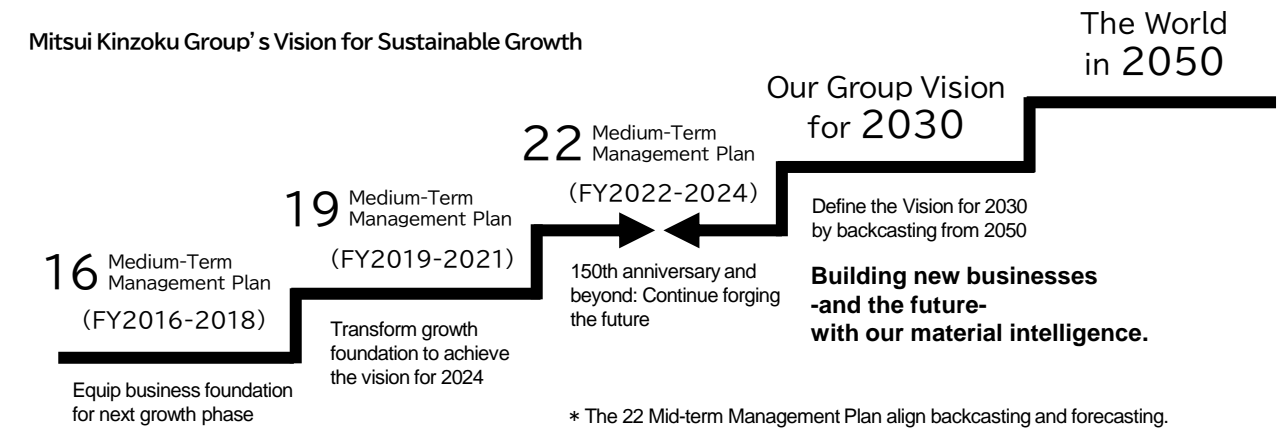 Mitsui Kinzoku Group’s Vision for Sustainable Growth
The World
in 2050
Our Group Vision
for 2030
22 Medium-Term
Management Plan
(FY2022-2024)
19 Medium-Term
Management Plan
(FY2019-2021)
16 Medium-Term
Management Plan
(FY2016-2018)
Define the Vision for 2030
by backcasting from 2050
Building new businesses
-and the future-
with our material intelligence.
150th anniversary and
beyond: Continue forging
the future
Transform growth
foundation to achieve
the vision for 2024
Equip business foundation
for next growth phase
* The 22 Mid-term Management Plan align backcasting and forecasting.